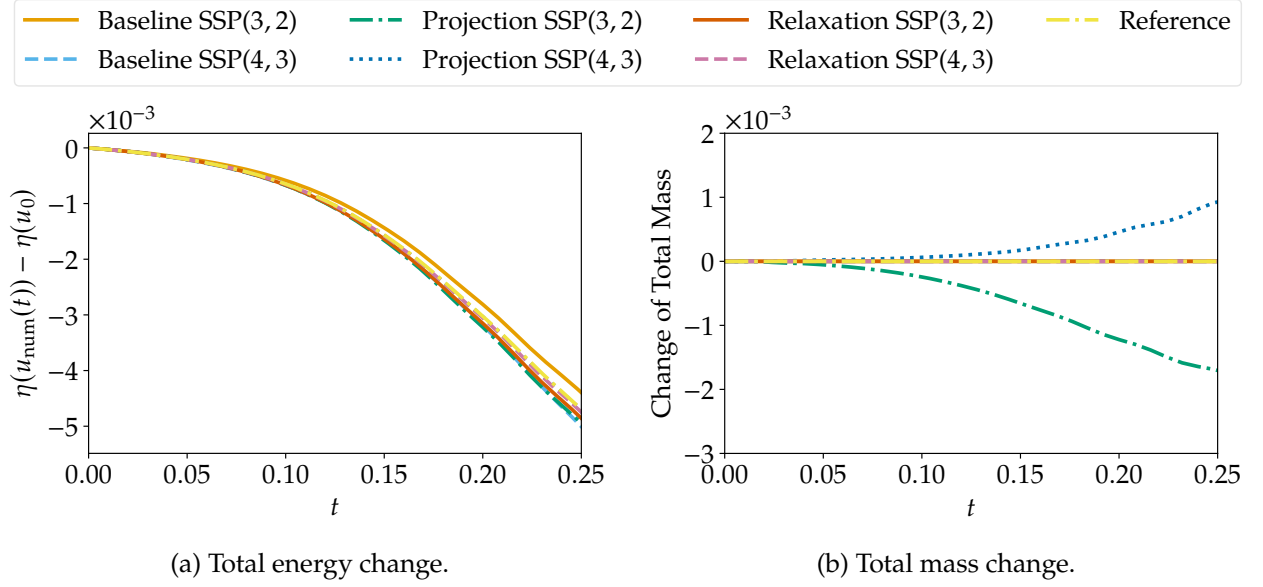 Baseline SSP(3, 2) Projection SSP(3, 2) Relaxation SSP(3, 2) Reference
Baseline SSP(4, 3) Projection SSP(4, 3) Relaxation SSP(4, 3)
×10⁻³
0
−1
−2
−3
−4
−5
η(u_num(t)) − η(u₀)
0.00 0.05 0.10 0.15 0.20 0.25
t
(a) Total energy change.
×10⁻³
2
1
0
−1
−2
−3
Change of Total Mass
0.00 0.05 0.10 0.15 0.20 0.25
t
(b) Total mass change.